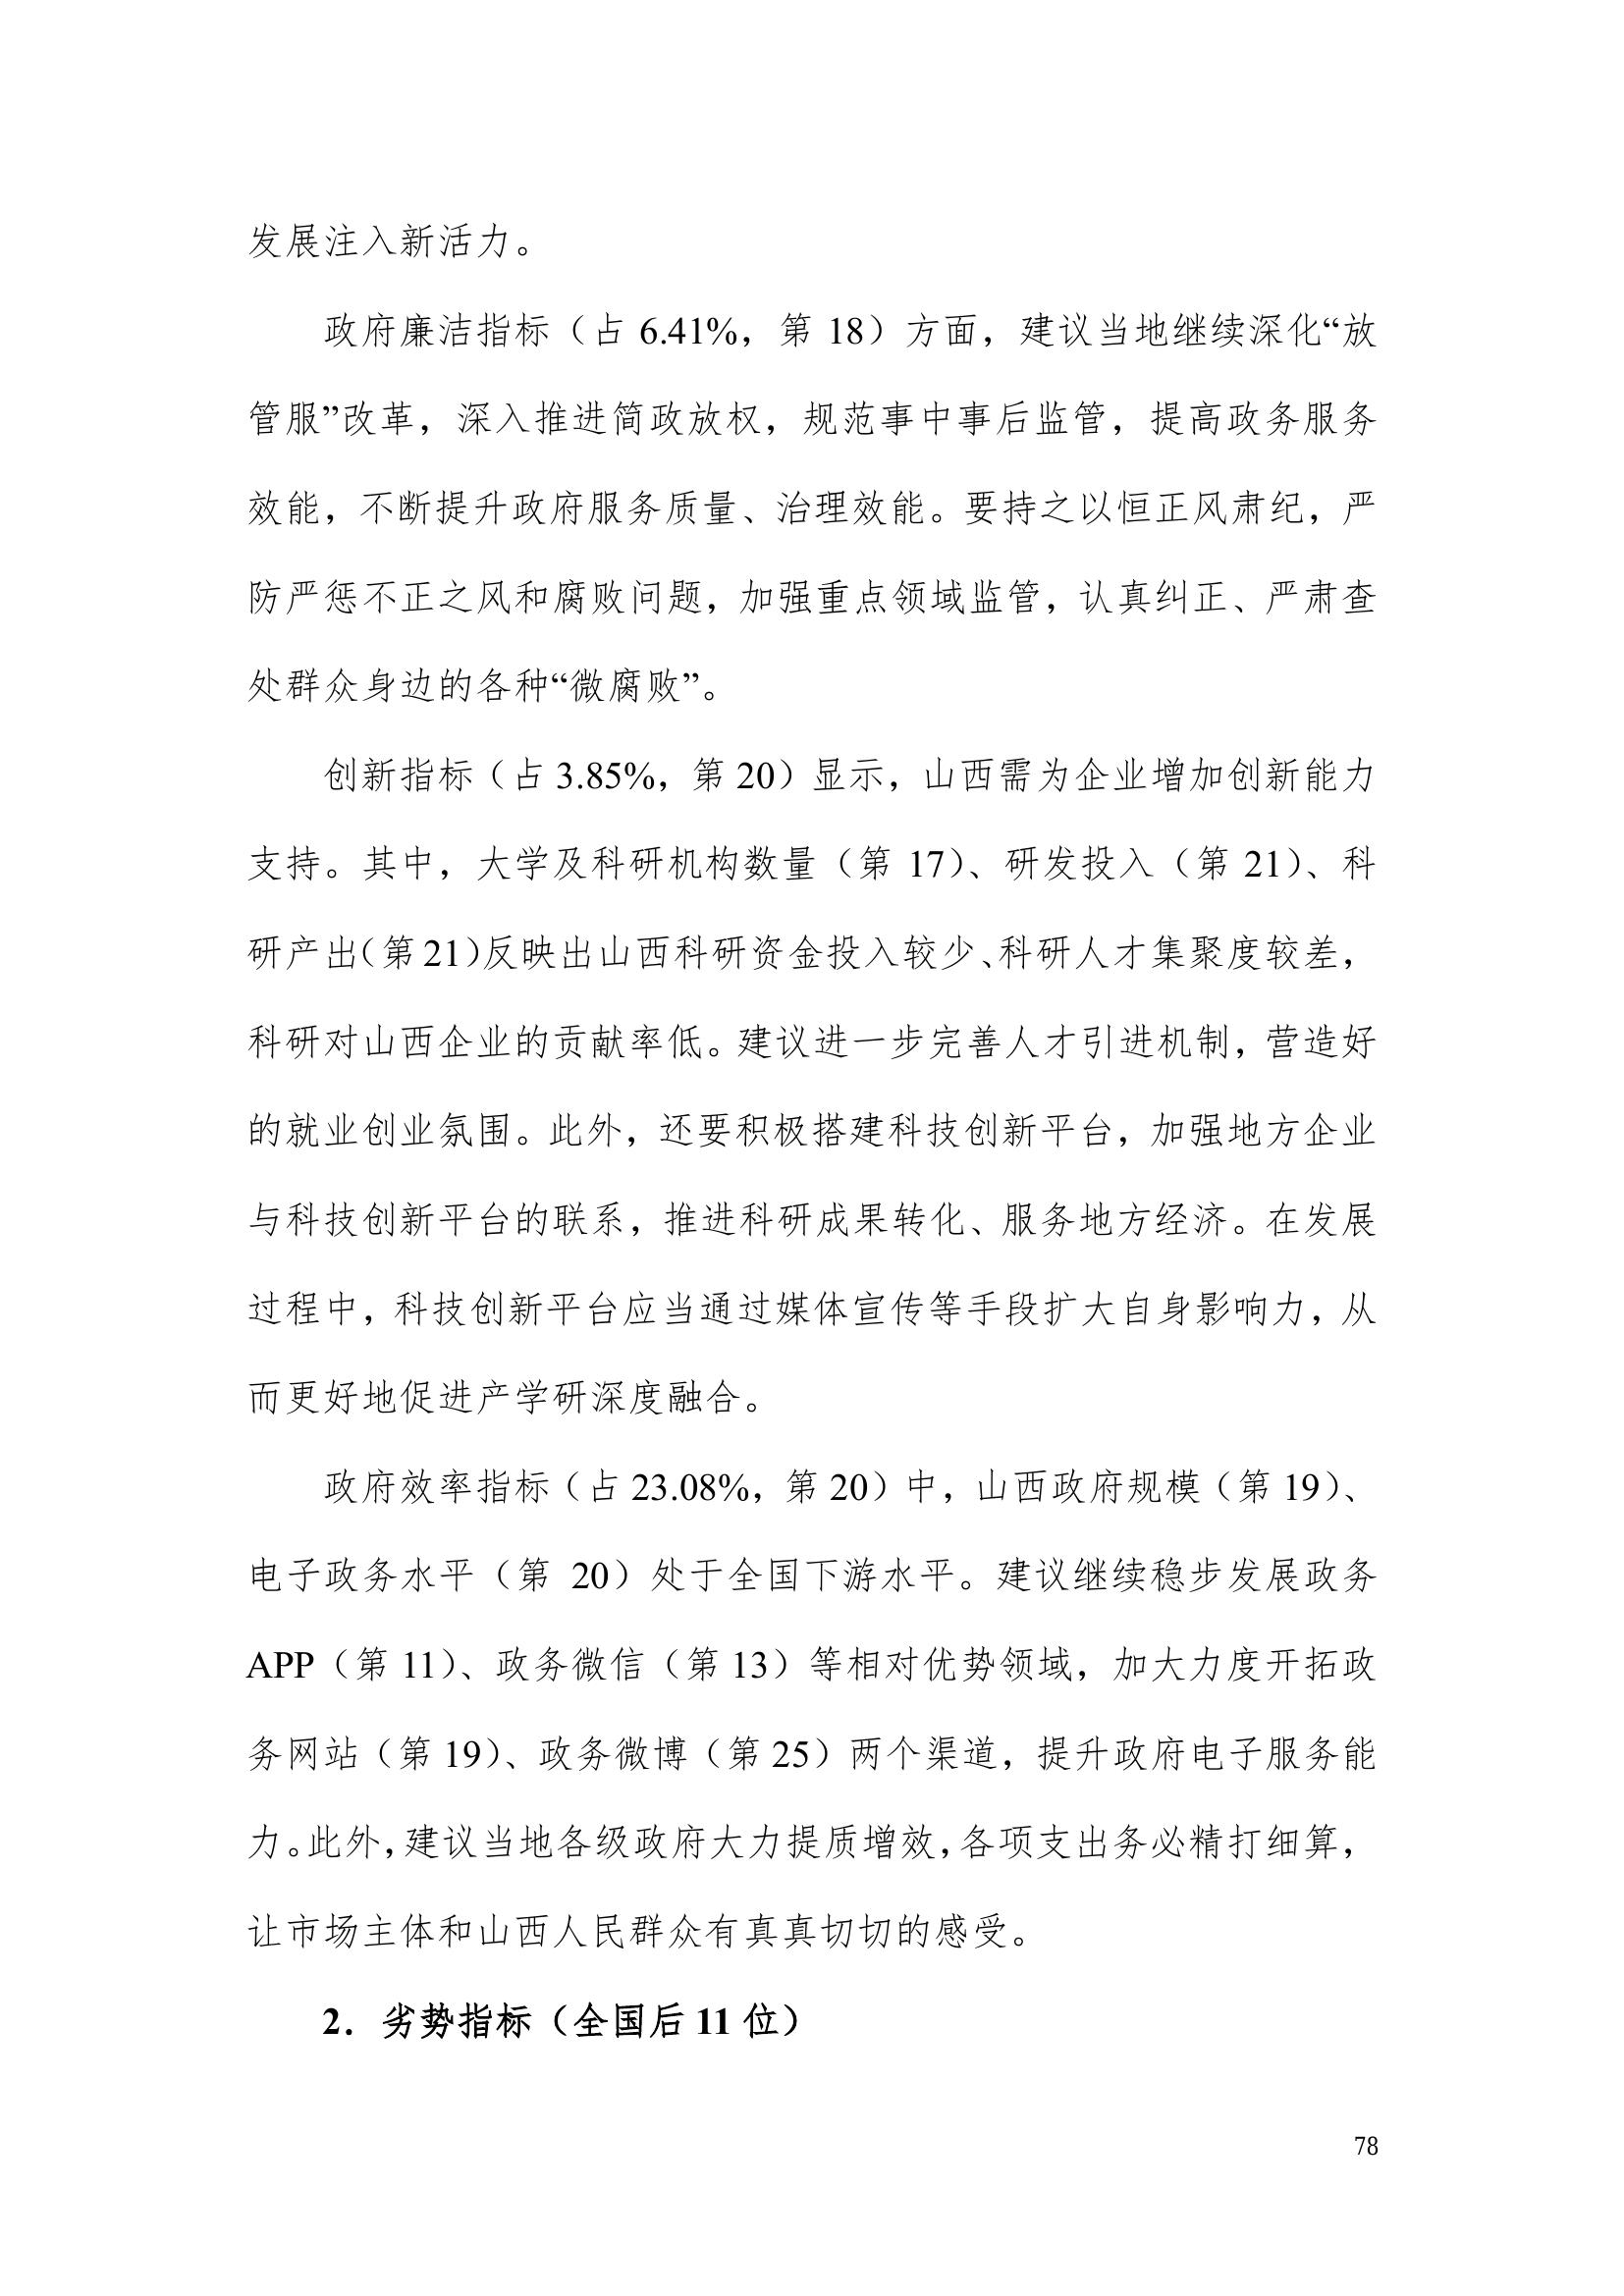 发展注入新活力。
政府廉洁指标（占 6.41%，第 18）方面，建议当地继续深化“放
管服”改革，深入推进简政放权，规范事中事后监管，提高政务服务
效能，不断提升政府服务质量、治理效能。要持之以恒正风肃纪，严
防严惩不正之风和腐败问题，加强重点领域监管，认真纠正、严肃查
处群众身边的各种“微腐败”。
创新指标（占 3.85%，第 20）显示，山西需为企业增加创新能力
支持。其中，大学及科研机构数量（第 17）、研发投入（第 21）、科
研产出（第 21）反映出山西科研资金投入较少、科研人才集聚度较差，
科研对山西企业的贡献率低。建议进一步完善人才引进机制，营造好
的就业创业氛围。此外，还要积极搭建科技创新平台，加强地方企业
与科技创新平台的联系，推进科研成果转化、服务地方经济。在发展
过程中，科技创新平台应当通过媒体宣传等手段扩大自身影响力，从
而更好地促进产学研深度融合。
政府效率指标（占 23.08%，第 20）中，山西政府规模（第 19）、
电子政务水平（第 20）处于全国下游水平。建议继续稳步发展政务
APP（第 11）、政务微信（第 13）等相对优势领域，加大力度开拓政
务网站（第 19）、政务微博（第 25）两个渠道，提升政府电子服务能
力。此外，建议当地各级政府大力提质增效，各项支出务必精打细算，
让市场主体和山西人民群众有真真切切的感受。
2．劣势指标（全国后 11 位）
78